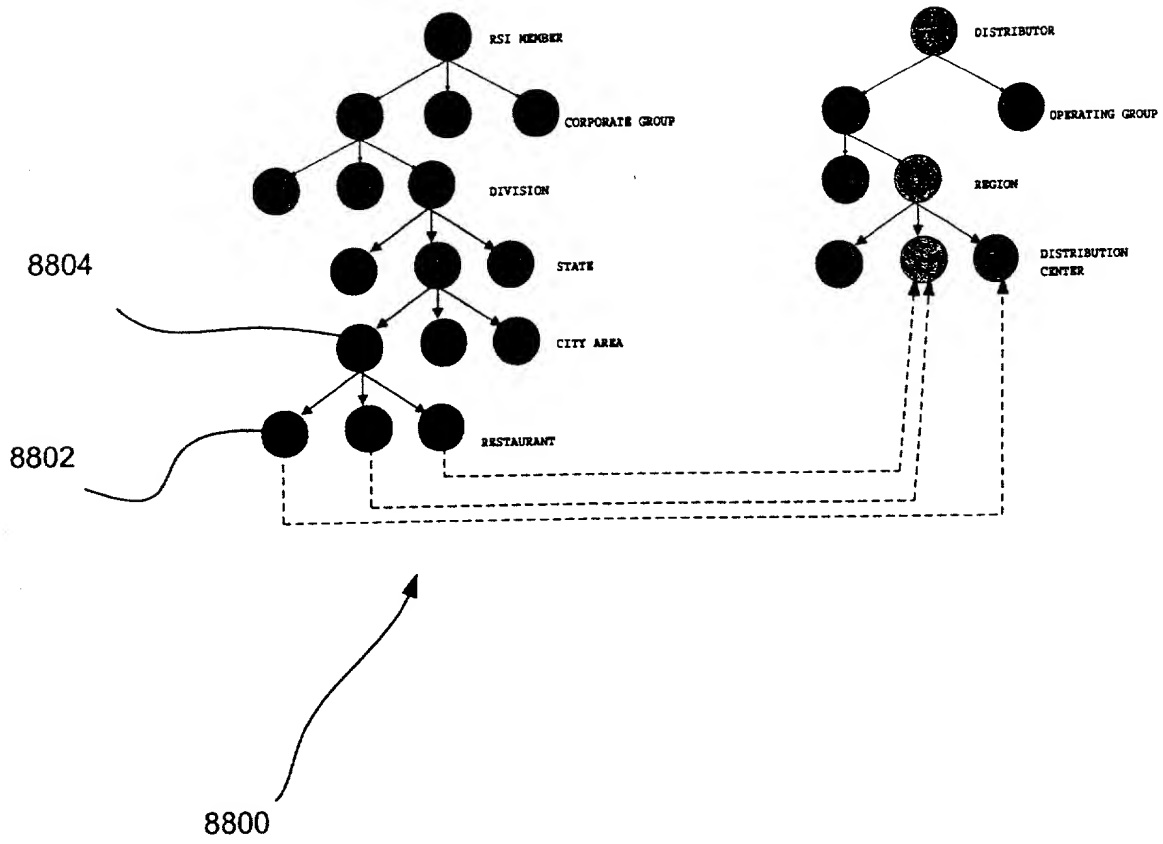 RSI MEMBER
DISTRIBUTOR
CORPORATE GROUP
OPERATING GROUP
DIVISION
REGION
8804
STATE
DISTRIBUTION
CENTER
CITY AREA
8802
RESTAURANT
8800